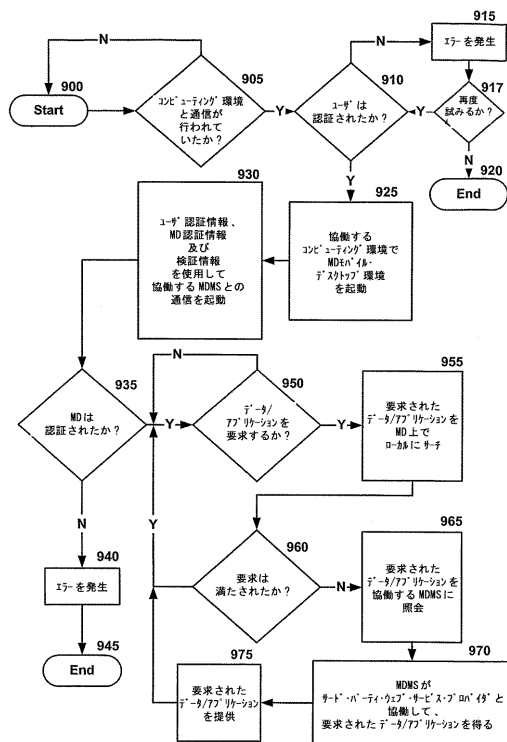 N
900
Start
905
コンピューティング環境
と通信が
行われて
いたか？
Y
N
910
ユーザは
認証されたか？
Y
915
エラーを発生
917
再度
試みるか？
Y
N
920
End
925
協働する
コンピューティング環境で
MDモバイル・
デスクトップ環境
を起動
930
ユーザ認証情報、
MD認証情報
及び
検証情報
を使用して
協働するMDMSとの
通信を起動
935
MDは
認証されたか？
Y
N
940
エラーを発生
945
End
N
950
データ/
アプリケーションを
要求するか？
Y
955
要求された
データ/アプリケーションを
MD上で
ローカルにサーチ
960
要求は
満たされたか？
Y
N
965
要求された
データ/アプリケーションを
協働するMDMSに
照会
970
MDMSが
サード・パーティ・ウェブ・サービス・プロバイダと
協働して、
要求されたデータ/アプリケーションを得る
975
要求された
データ/アプリケーション
を提供